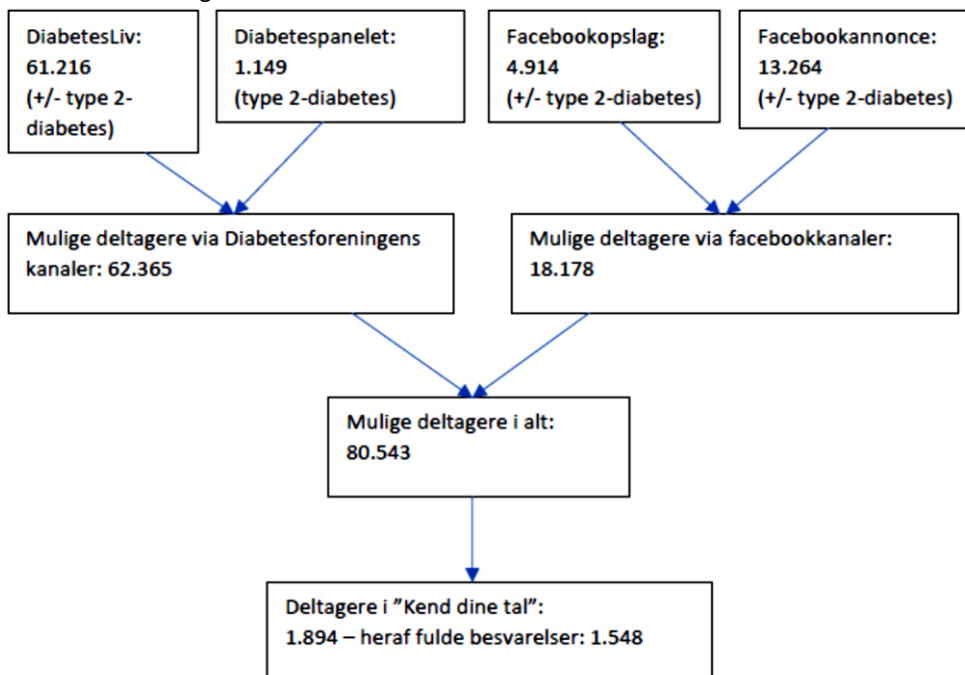 DiabetesLiv:
61.216
(+/- type 2-
diabetes)
Diabetespanelet:
1.149
(type 2-diabetes)
Facebookopslag:
4.914
(+/- type 2-diabetes)
Facebookannonce:
13.264
(+/- type 2-diabetes)
Mulige deltagere via Diabetesforeningens
kanaler: 62.365
Mulige deltagere via facebookkanaler:
18.178
Mulige deltagere i alt:
80.543
Deltagere i ”Kend dine tal”:
1.894 – heraf fulde besvarelser: 1.548